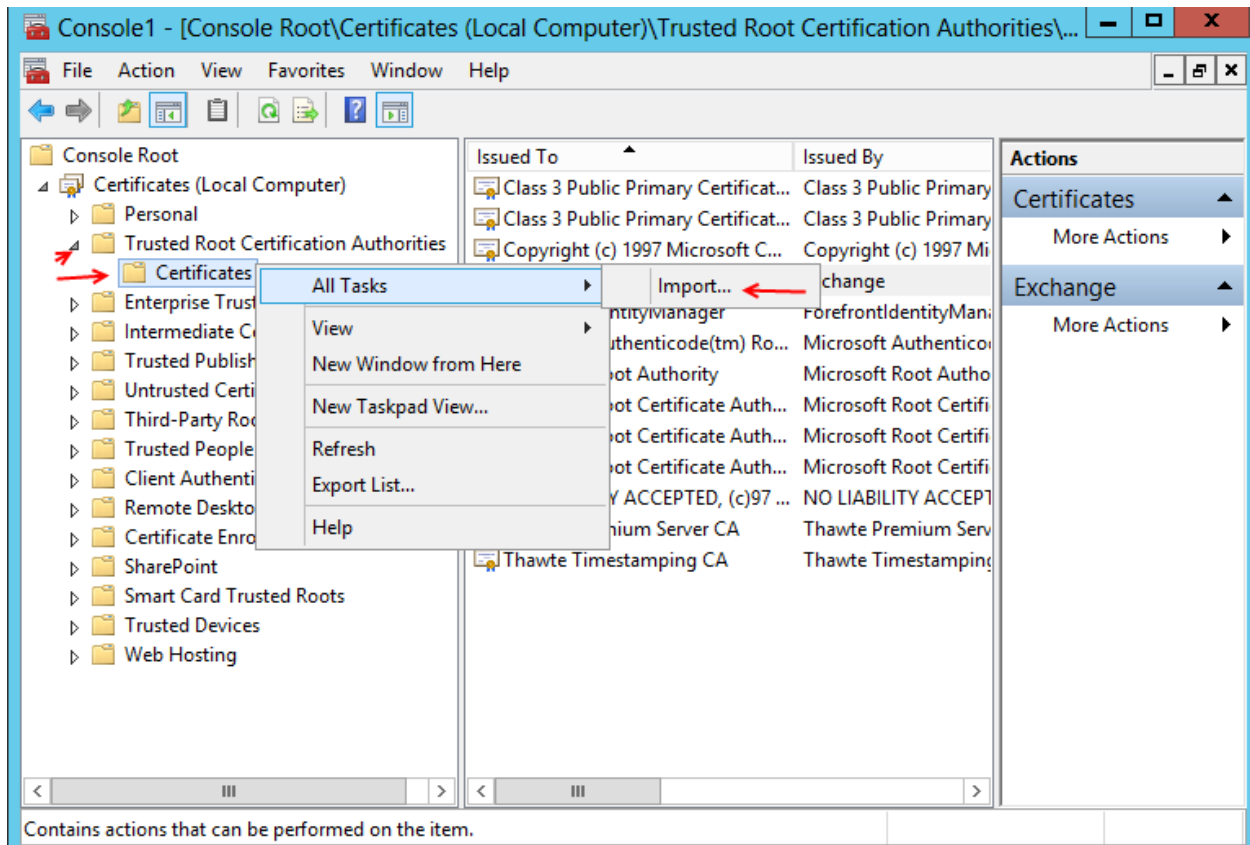 Console1 - [Console Root\Certificates (Local Computer)\Trusted Root Certification Authorities\...
File Action View Favorites Window Help
Console Root
Certificates (Local Computer)
Personal
Trusted Root Certification Authorities
Certificates
Enterprise Trust
Intermediate C
Trusted Publish
Untrusted Certi
Third-Party Roo
Trusted People
Client Authenti
Remote Deskto
Certificate Enro
SharePoint
Smart Card Trusted Roots
Trusted Devices
Web Hosting
All Tasks
View
New Window from Here
New Taskpad View...
Refresh
Export List...
Help
Import...
Issued To Issued By
Class 3 Public Primary Certificat... Class 3 Public Primary
Class 3 Public Primary Certificat... Class 3 Public Primary
Copyright (c) 1997 Microsoft C... Copyright (c) 1997 Mi
change
ntityManager ForefrontIdentityMana
uthenticode(tm) Ro... Microsoft Authenticod
oot Authority Microsoft Root Autho
oot Certificate Auth... Microsoft Root Certifi
oot Certificate Auth... Microsoft Root Certifi
oot Certificate Auth... Microsoft Root Certifi
Y ACCEPTED, (c)97 ... NO LIABILITY ACCEPT
nium Server CA Thawte Premium Serv
Thawte Timestamping CA Thawte Timestamping
Actions
Certificates
More Actions
Exchange
More Actions
Contains actions that can be performed on the item.